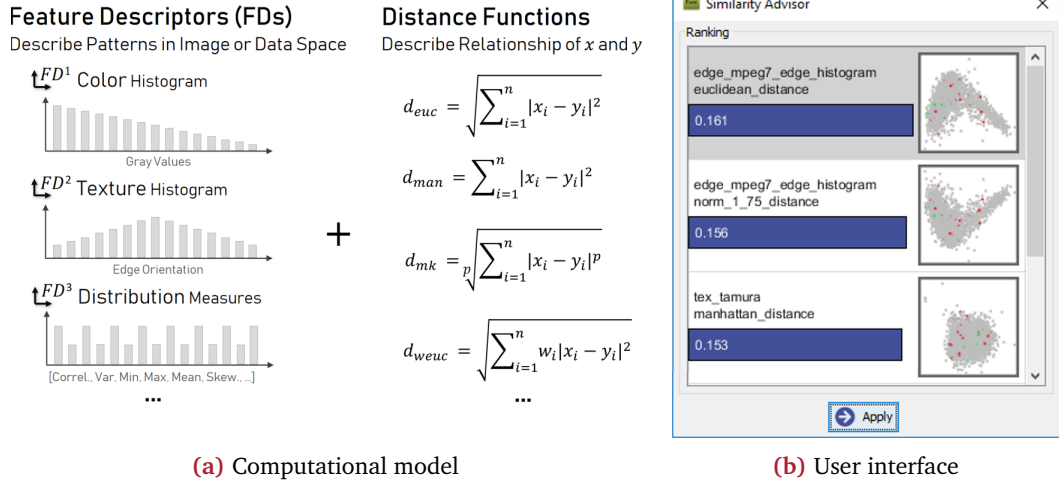 Feature Descriptors (FDs)
Describe Patterns in Image or Data Space
FD¹ Color Histogram
Gray Values
FD² Texture Histogram
Edge Orientation
FD³ Distribution Measures
[Correl., Var, Min, Max, Mean, Skew., ...]
...
+
Distance Functions
Describe Relationship of x and y
d_euc = √(∑_{i=1}^{n} |x_i − y_i|²)
d_man = ∑_{i=1}^{n} |x_i − y_i|²
d_mk = ᵖ√(∑_{i=1}^{n} |x_i − y_i|ᵖ)
d_weuc = √(∑_{i=1}^{n} w_i|x_i − y_i|²)
...
(a) Computational model
Similarity Advisor
Ranking
edge_mpeg7_edge_histogram
euclidean_distance
0.161
edge_mpeg7_edge_histogram
norm_1_75_distance
0.156
tex_tamura
manhattan_distance
0.153
Apply
(b) User interface